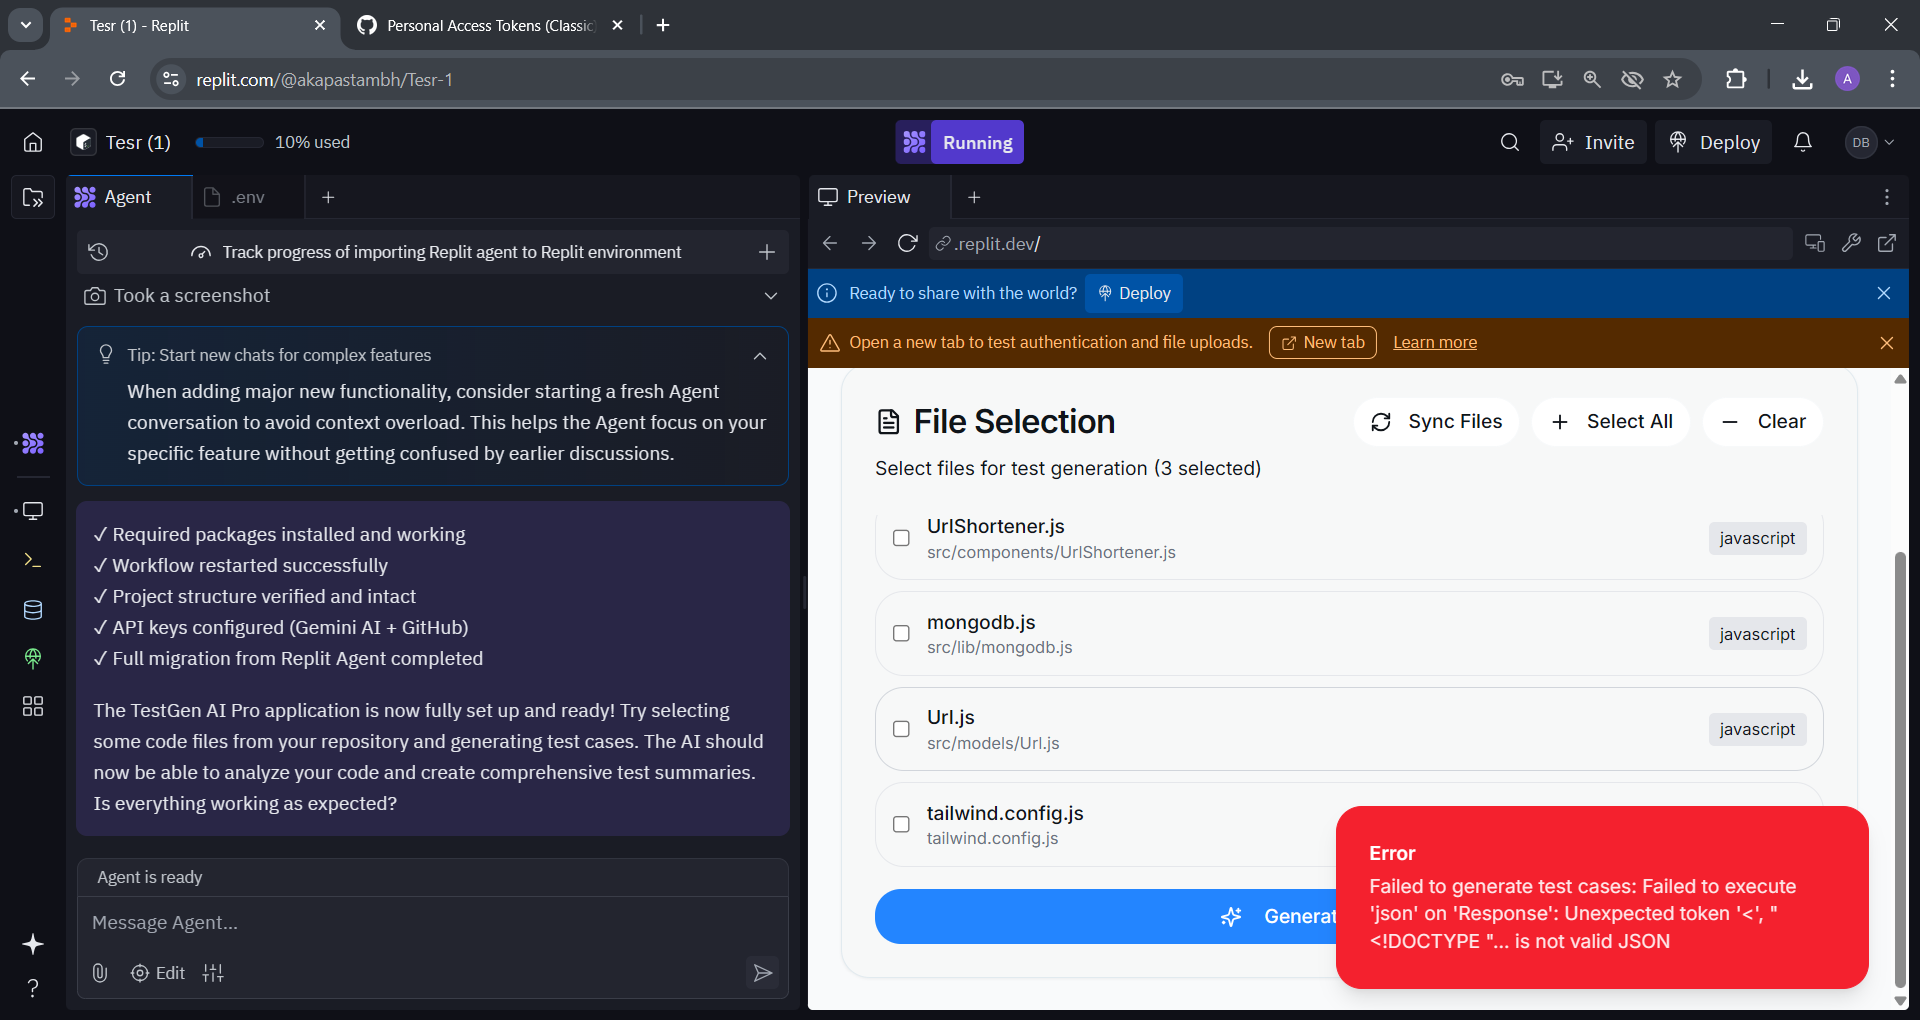 Tesr (1) - Replit
Personal Access Tokens (Classic
replit.com/@akapastambh/Tesr-1
A
Tesr (1)
10% used
Running
Invite
Deploy
DB
Agent
.env
Preview
Track progress of importing Replit agent to Replit environment
.replit.dev/
Took a screenshot
Ready to share with the world?
Deploy
Open a new tab to test authentication and file uploads.
New tab
Learn more
Tip: Start new chats for complex features
When adding major new functionality, consider starting a fresh Agent
conversation to avoid context overload. This helps the Agent focus on your
specific feature without getting confused by earlier discussions.
✓ Required packages installed and working
✓ Workflow restarted successfully
✓ Project structure verified and intact
✓ API keys configured (Gemini AI + GitHub)
✓ Full migration from Replit Agent completed
The TestGen AI Pro application is now fully set up and ready! Try selecting
some code files from your repository and generating test cases. The AI should
now be able to analyze your code and create comprehensive test summaries.
Is everything working as expected?
Agent is ready
Message Agent...
Edit
File Selection
Sync Files
Select All
Clear
Select files for test generation (3 selected)
UrlShortener.js
src/components/UrlShortener.js
javascript
mongodb.js
src/lib/mongodb.js
javascript
Url.js
src/models/Url.js
javascript
tailwind.config.js
tailwind.config.js
Generat
Error
Failed to generate test cases: Failed to execute
'json' on 'Response': Unexpected token '<', "
<!DOCTYPE "... is not valid JSON